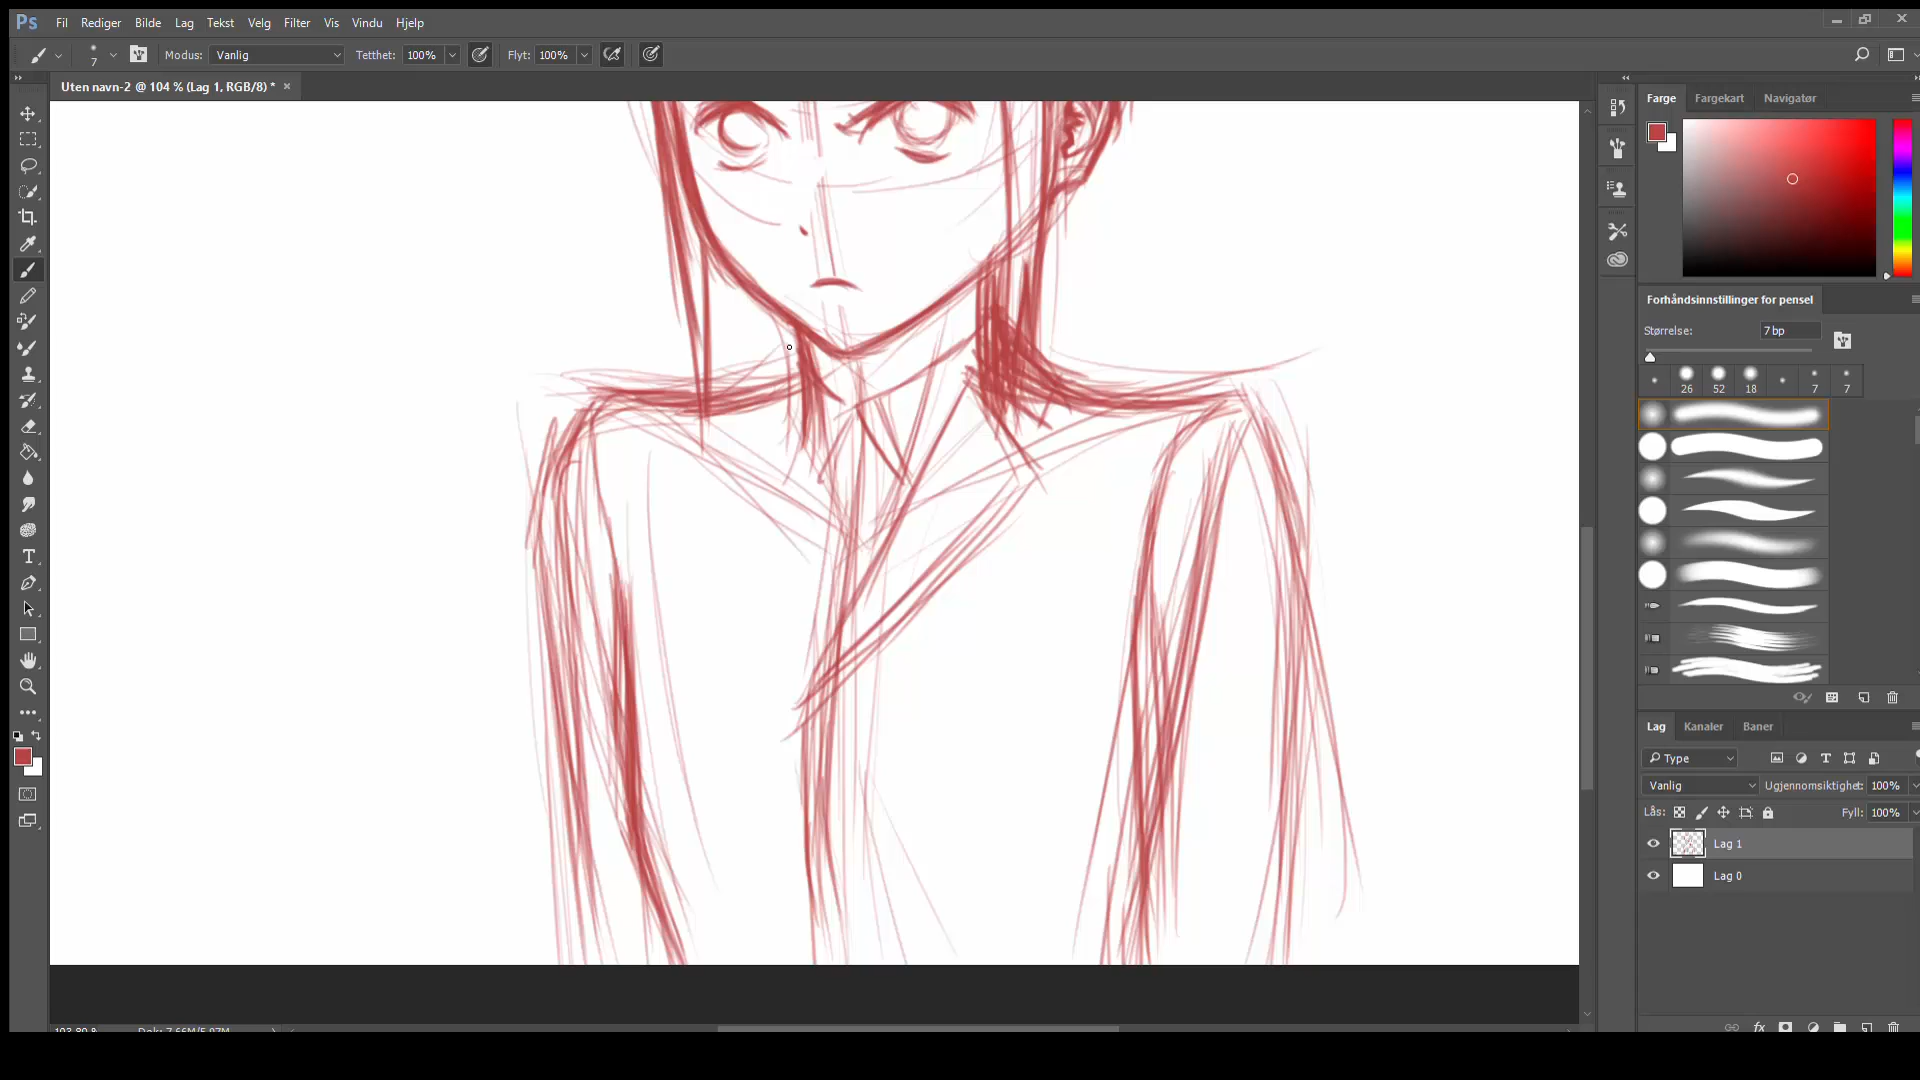 Ps Fil Rediger Bilde Lag Tekst Velg Filter Vis Vindu Hjelp
7 Modus: Vanlig Tetthet: 100% Flyt: 100%
Uten navn-2 @ 104 % (Lag 1, RGB/8) * ×
Farge Fargekart Navigatør
Forhåndsinnstillinger for pensel
Størrelse: 7 bp
26 52 18 7 7
Lag Kanaler Baner
Type
Vanlig Ugjennomsiktighet: 100%
Lås: Fyll: 100%
Lag 1
Lag 0
fx